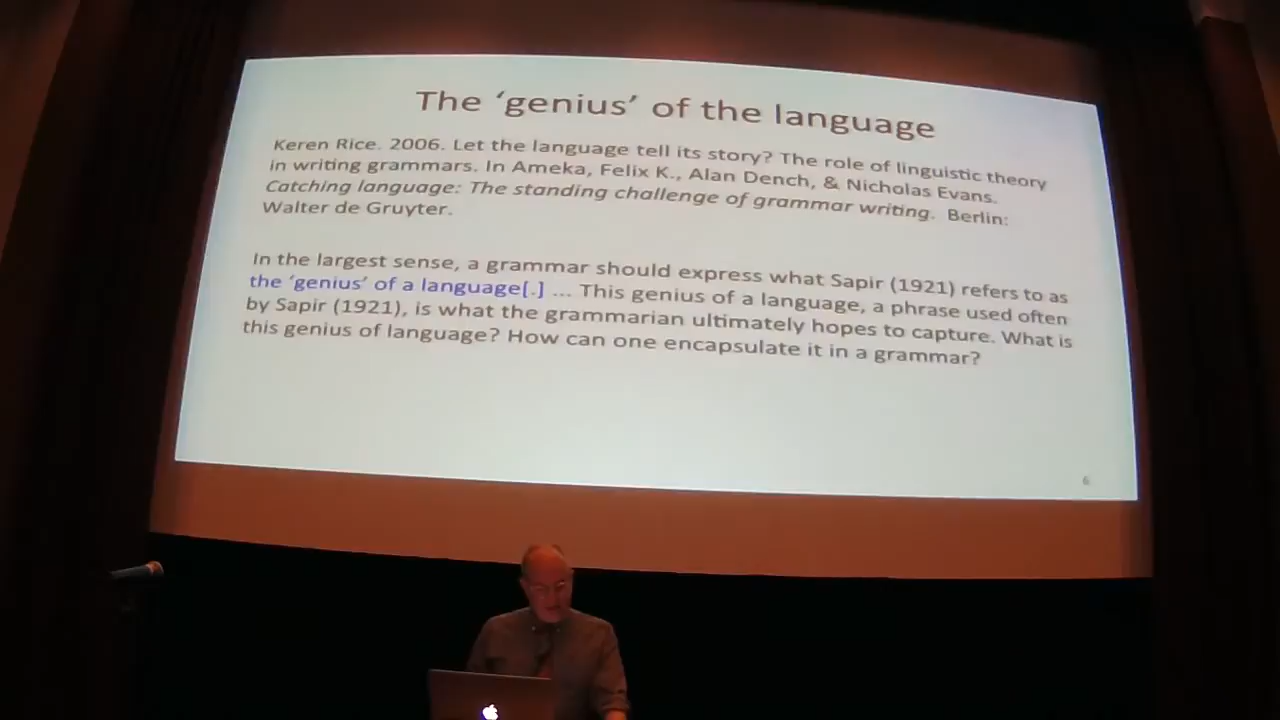 The ‘genius’ of the language
Keren Rice. 2006. Let the language tell its story? The role of linguistic theory
in writing grammars. In Ameka, Felix K., Alan Dench, & Nicholas Evans.
Catching language: The standing challenge of grammar writing. Berlin:
Walter de Gruyter.
In the largest sense, a grammar should express what Sapir (1921) refers to as
the ‘genius’ of a language[.] ... This genius of a language, a phrase used often
by Sapir (1921), is what the grammarian ultimately hopes to capture. What is
this genius of language? How can one encapsulate it in a grammar?
6